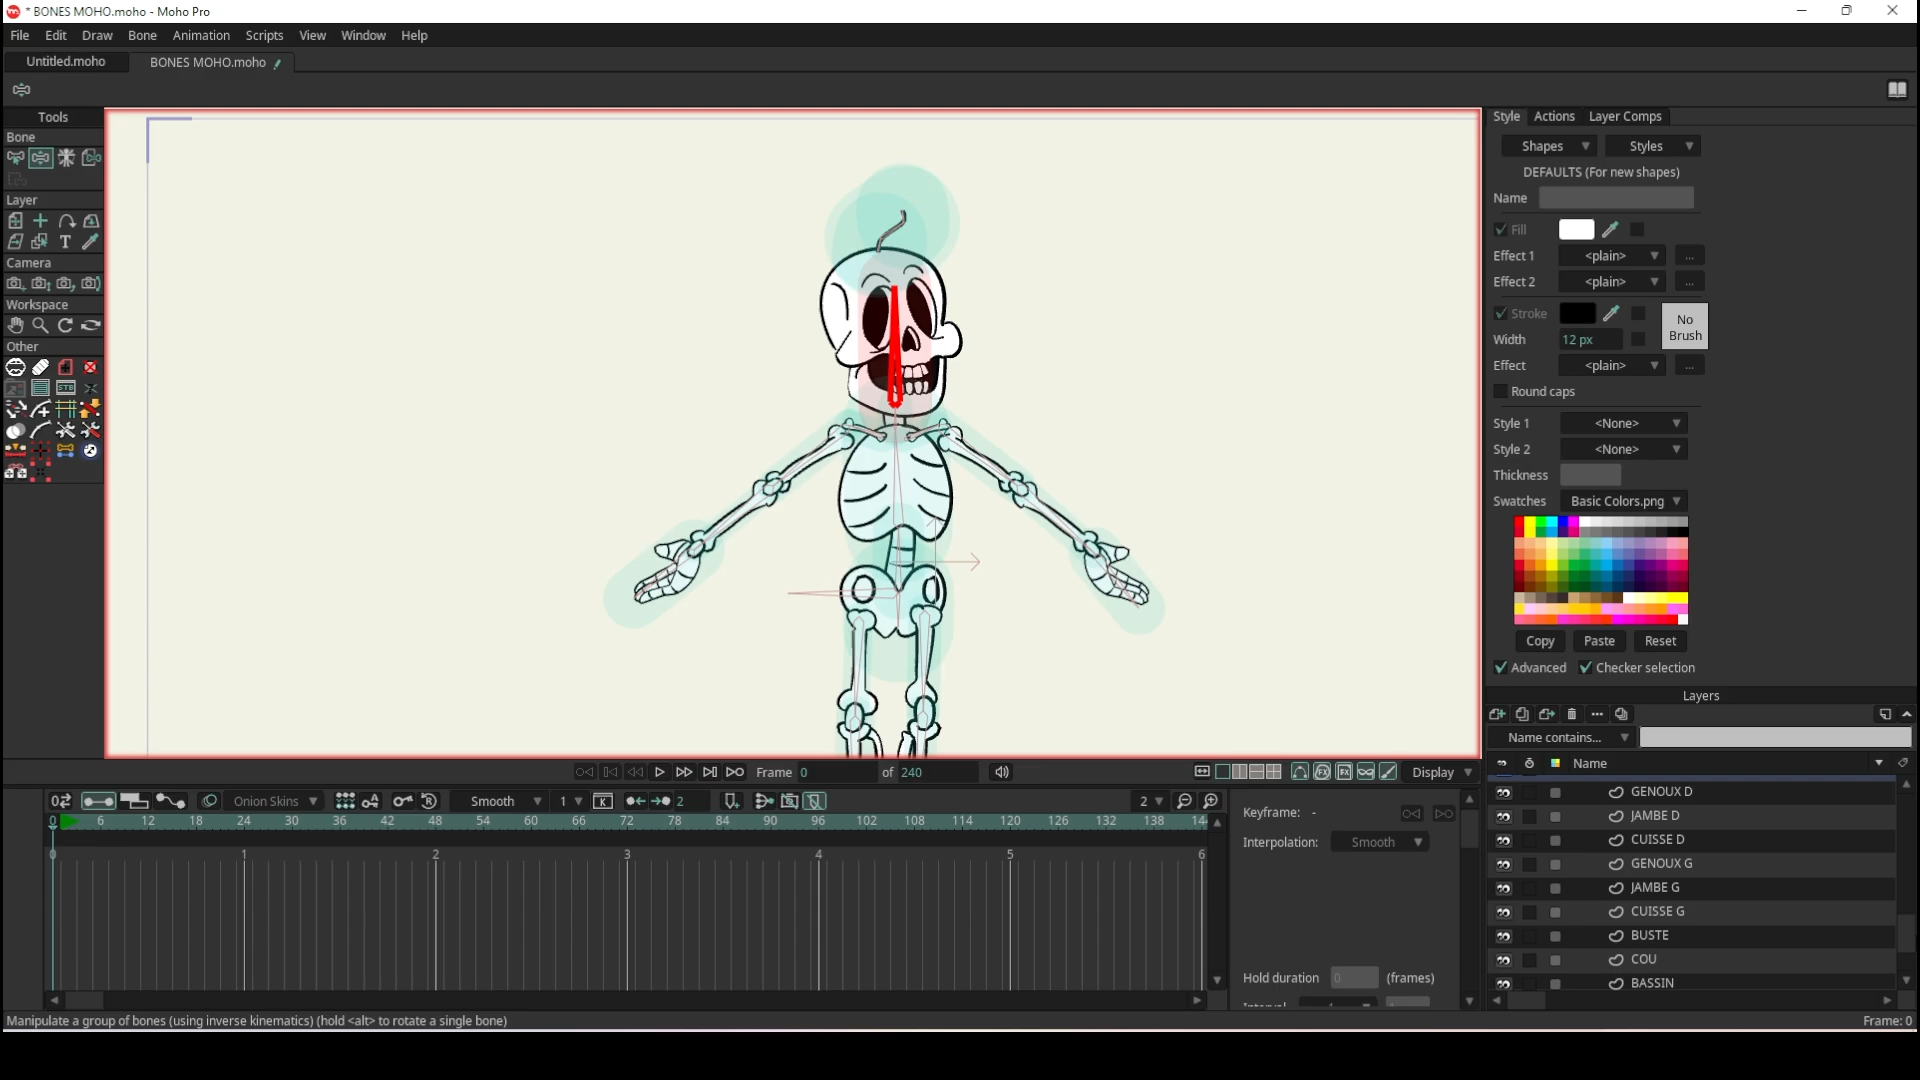 * BONES MOHO.moho - Moho Pro
File Edit Draw Bone Animation Scripts View Window Help
Untitled.moho BONES MOHO.moho
Tools
Bone
Layer
T
Camera
Workspace
Other
STB
Style Actions Layer Comps
Shapes Styles
DEFAULTS (For new shapes)
Name
Fill
Effect 1 <plain> ...
Effect 2 <plain> ...
Stroke
No Brush
Width 12 px
Effect <plain> ...
Round caps
Style 1 <None>
Style 2 <None>
Thickness
Swatches Basic Colors.png
Copy Paste Reset
Advanced Checker selection
Layers
Name contains...
Name
GENOUX D
JAMBE D
CUISSE D
GENOUX G
JAMBE G
CUISSE G
BUSTE
COU
BASSIN
Frame 0 of 240 Display
Onion Skins Smooth 1 2 2
0 6 12 18 24 30 36 42 48 54 60 66 72 78 84 90 96 102 108 114 120 126 132 138 144
0 1 2 3 4 5 6
Keyframe: -
Interpolation: Smooth
Hold duration 0 (frames)
Interval 1
Manipulate a group of bones (using inverse kinematics) (hold <alt> to rotate a single bone) Frame: 0